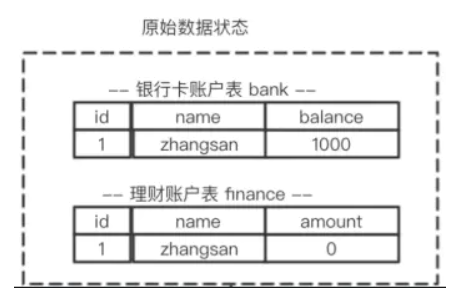 原始数据状态
-- 银行卡账户表 bank --
id name balance
1 zhangsan 1000
-- 理财账户表 finance --
id name amount
1 zhangsan 0